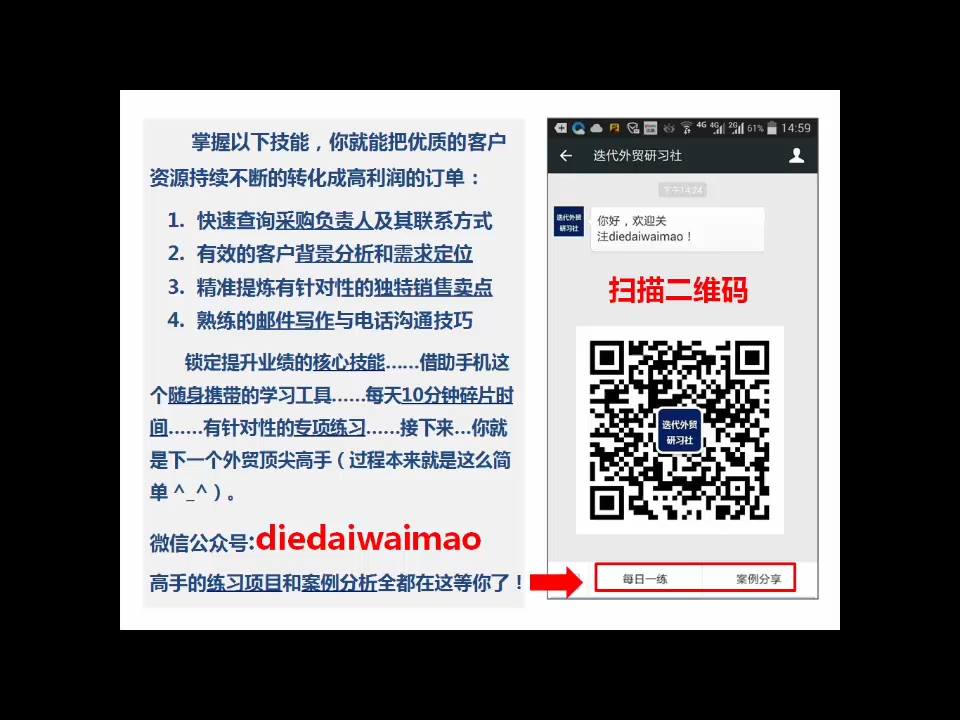 掌握以下技能，你就能把优质的客户
资源持续不断的转化成高利润的订单：
1. 快速查询采购负责人及其联系方式
2. 有效的客户背景分析和需求定位
3. 精准提炼有针对性的独特销售卖点
4. 熟练的邮件写作与电话沟通技巧
锁定提升业绩的核心技能……借助手机这
个随身携带的学习工具……每天10分钟碎片时
间……有针对性的专项练习……接下来…你就
是下一个外贸顶尖高手（过程本来就是这么简
单 ^_^）。
微信公众号:diedaiwaimao
高手的练习项目和案例分析全都在这等你了！
4G 4G 2G 61% 14:59
迭代外贸研习社
下午14:24
迭代外贸
研习社
你好，欢迎关
注diedaiwaimao！
扫描二维码
迭代外贸
研习社
每日一练 案例分享